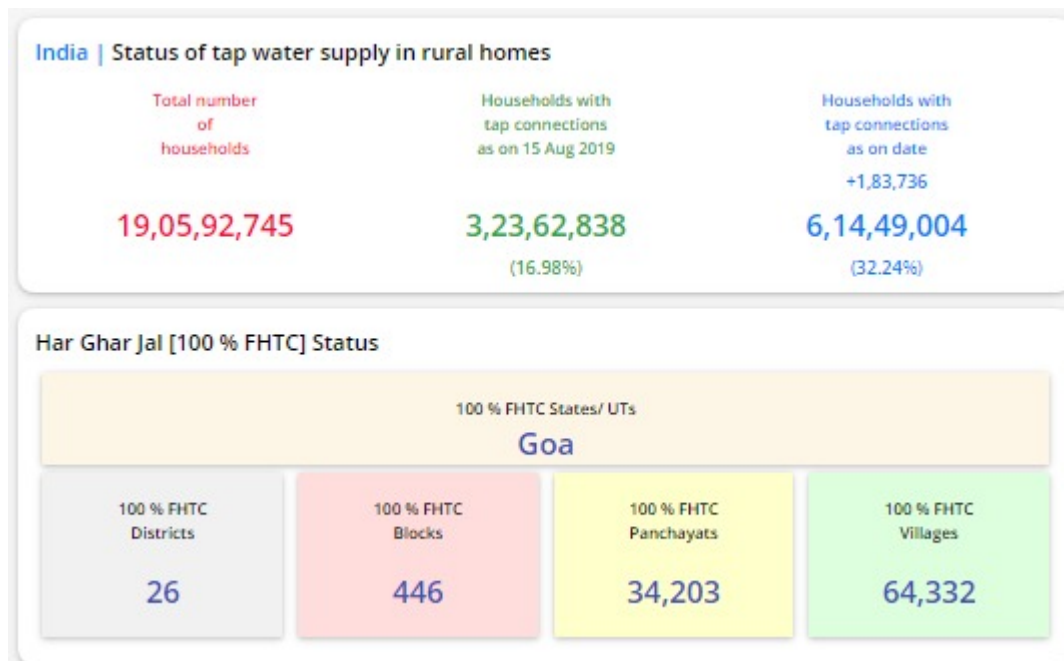 India | Status of tap water supply in rural homes
Total number
of
households
19,05,92,745
Households with
tap connections
as on 15 Aug 2019
3,23,62,838
(16.98%)
Households with
tap connections
as on date
+1,83,736
6,14,49,004
(32.24%)
Har Ghar Jal [100 % FHTC] Status
100 % FHTC States/ UTs
Goa
100 % FHTC
Districts
26
100 % FHTC
Blocks
446
100 % FHTC
Panchayats
34,203
100 % FHTC
Villages
64,332